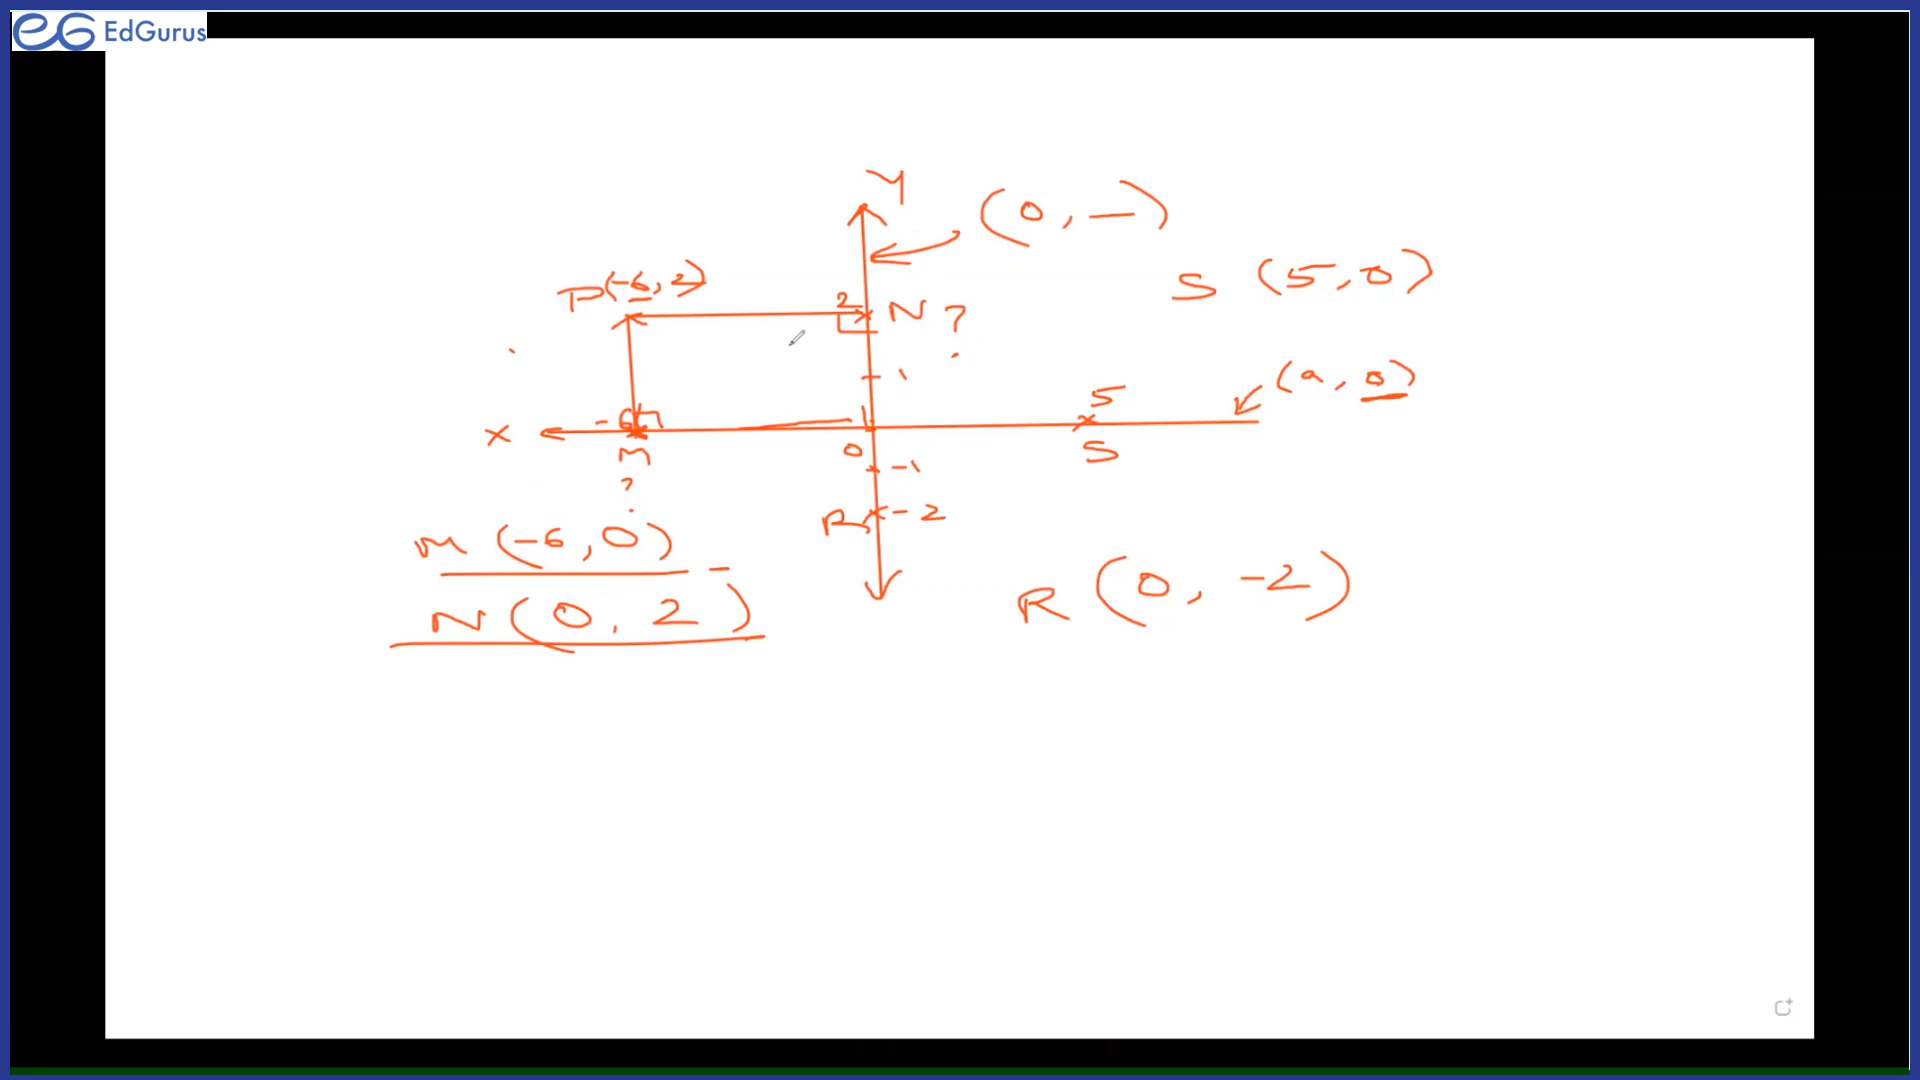 EdGurus
Y
(0, —)
P(-6, 2)
S (5, 0)
2
N ?
1
(a, 0)
5
-6
X
M
?
0
S
-1
R
-2
M (-6, 0)
N (0, 2)
R (0, -2)